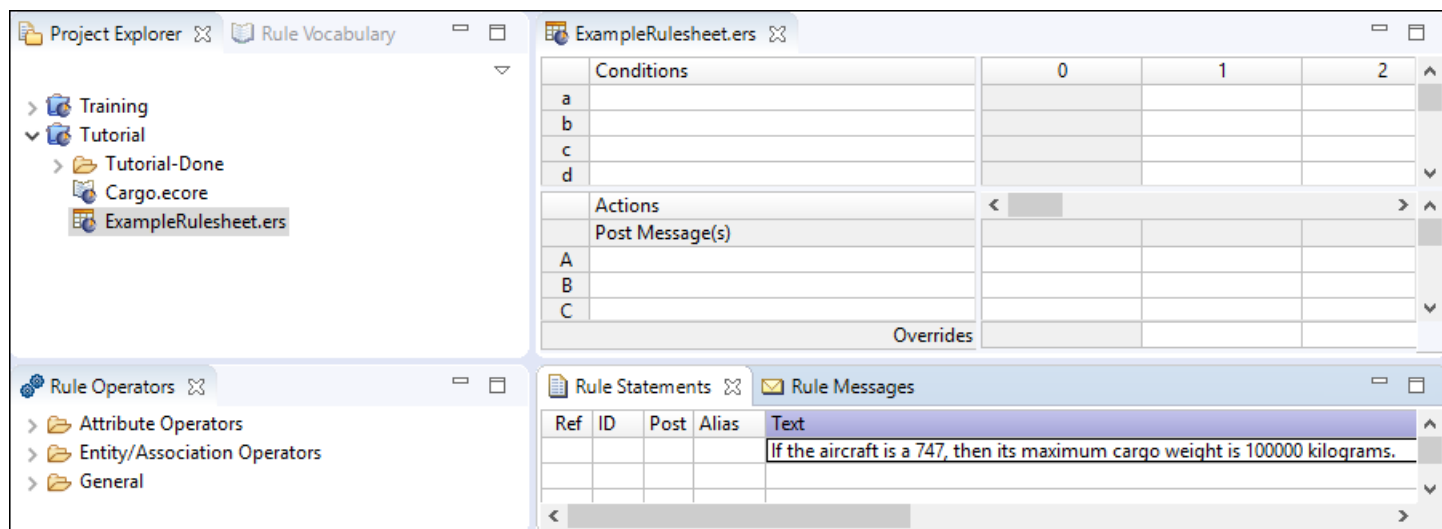 Project Explorer Rule Vocabulary
Training
Tutorial
Tutorial-Done
Cargo.ecore
ExampleRulesheet.ers
ExampleRulesheet.ers
Conditions 0 1 2
a
b
c
d
Actions
Post Message(s)
A
B
C
Overrides
Rule Operators
Attribute Operators
Entity/Association Operators
General
Rule Statements Rule Messages
Ref ID Post Alias Text
If the aircraft is a 747, then its maximum cargo weight is 100000 kilograms.